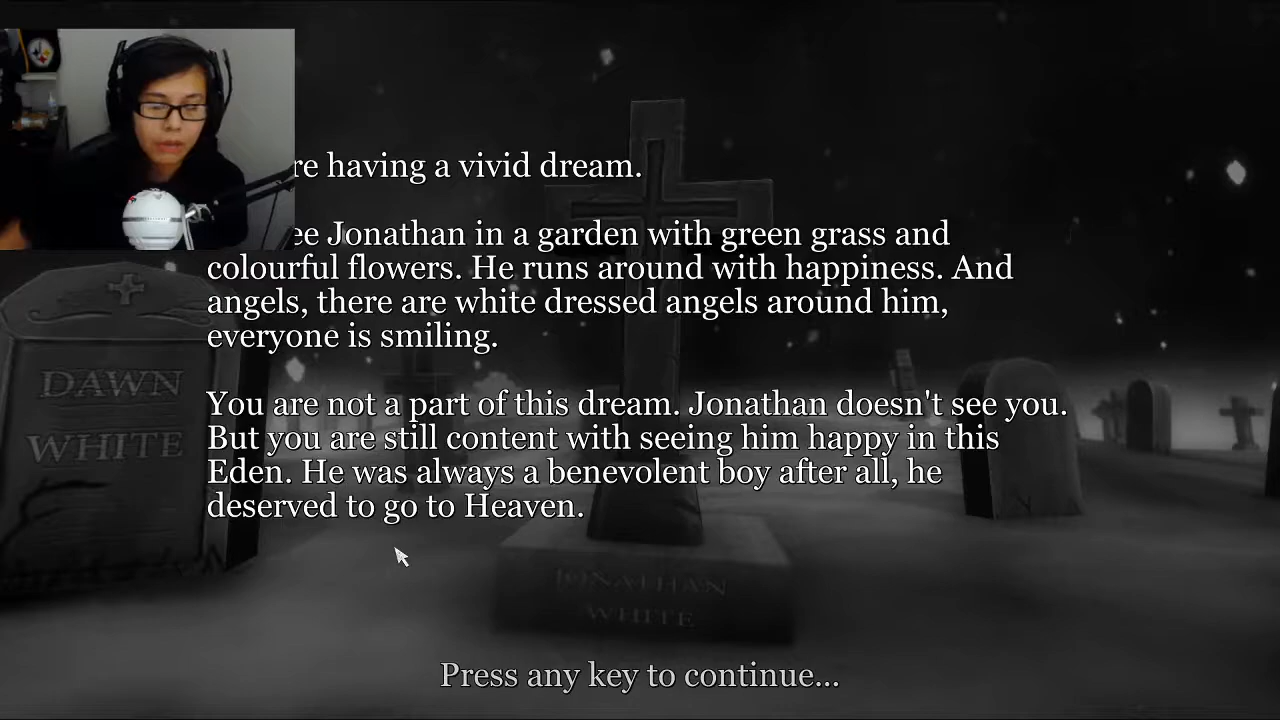 re having a vivid dream.
ee Jonathan in a garden with green grass and
colourful flowers. He runs around with happiness. And
angels, there are white dressed angels around him,
everyone is smiling.
You are not a part of this dream. Jonathan doesn't see you.
But you are still content with seeing him happy in this
Eden. He was always a benevolent boy after all, he
deserved to go to Heaven.
DAWN
WHITE
JONATHAN
WHITE
Press any key to continue...